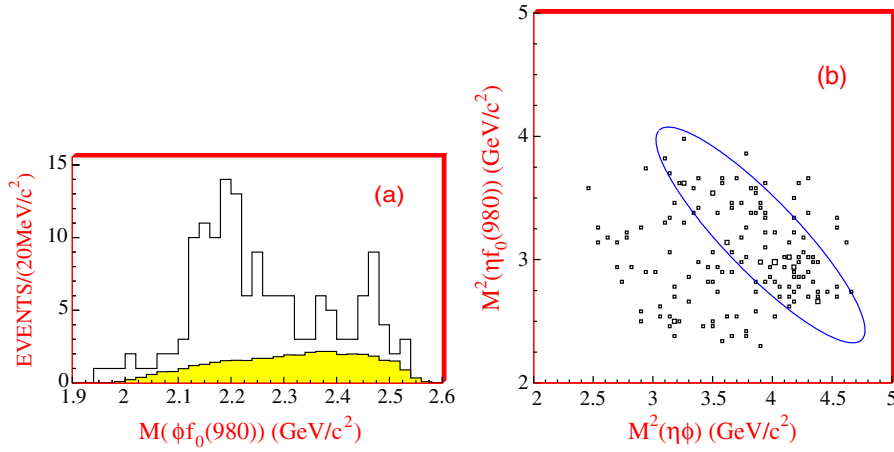 EVENTS/(20MeV/c²)
15
10
5
0
(a)
1.9 2 2.1 2.2 2.3 2.4 2.5 2.6
M(ϕf₀(980)) (GeV/c²)
M²(ηf₀(980)) (GeV/c²)
5
4
3
2
(b)
2 2.5 3 3.5 4 4.5 5
M²(ηϕ) (GeV/c²)